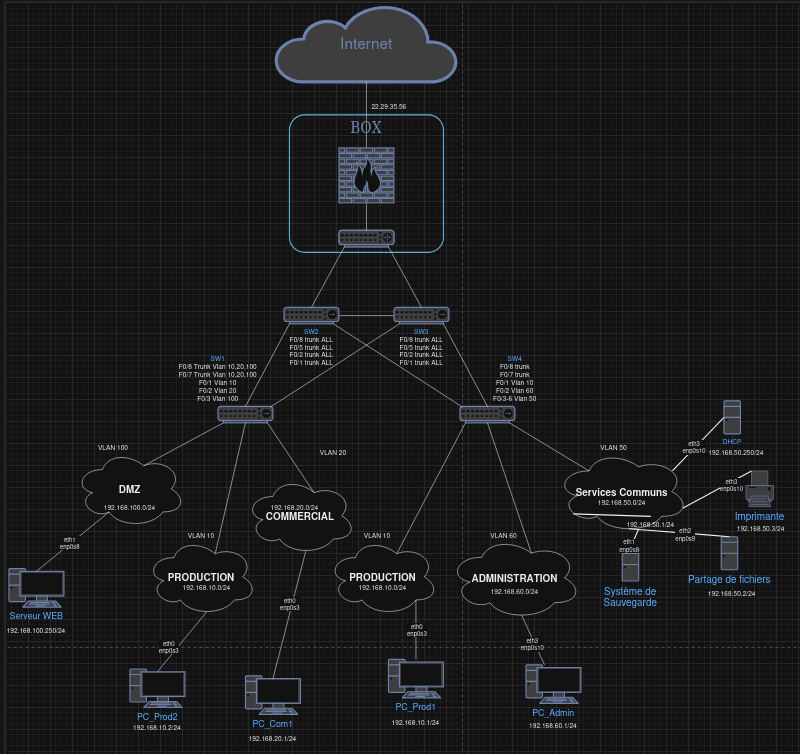 Internet
22.29.35.56
BOX
SW2
F0/8 trunk ALL
F0/5 trunk ALL
F0/2 trunk ALL
F0/1 trunk ALL
SW3
F0/8 trunk ALL
F0/5 trunk ALL
F0/2 trunk ALL
F0/1 trunk ALL
SW1
F0/8 Trunk Vlan 10,20,100
F0/7 Trunk Vlan 10,20,100
F0/1 Vlan 10
F0/2 Vlan 20
F0/3 Vlan 100
SW4
F0/8 trunk
F0/7 trunk
F0/1 Vlan 10
F0/2 Vlan 60
F0/3-6 Vlan 50
VLAN 100
DMZ
192.168.100.0/24
eth1
enp0s8
Serveur WEB
192.168.100.250/24
VLAN 20
192.168.20.0/24
COMMERCIAL
eth0
enp0s3
PC_Com1
192.168.20.1/24
VLAN 10
PRODUCTION
192.168.10.0/24
eth0
enp0s3
PC_Prod2
192.168.10.2/24
VLAN 10
PRODUCTION
192.168.10.0/24
eth0
enp0s3
PC_Prod1
192.168.10.1/24
VLAN 60
ADMINISTRATION
192.168.60.0/24
eth3
enp0s10
PC_Admin
192.168.60.1/24
VLAN 50
Services Communs
192.168.50.0/24
192.168.50.1/24
eth3
enp0s10
DHCP
192.168.50.250/24
eth3
enp0s10
Imprimante
192.168.50.3/24
eth2
enp0s9
Partage de fichiers
192.168.50.2/24
eth1
enp0s8
Système de
Sauvegarde